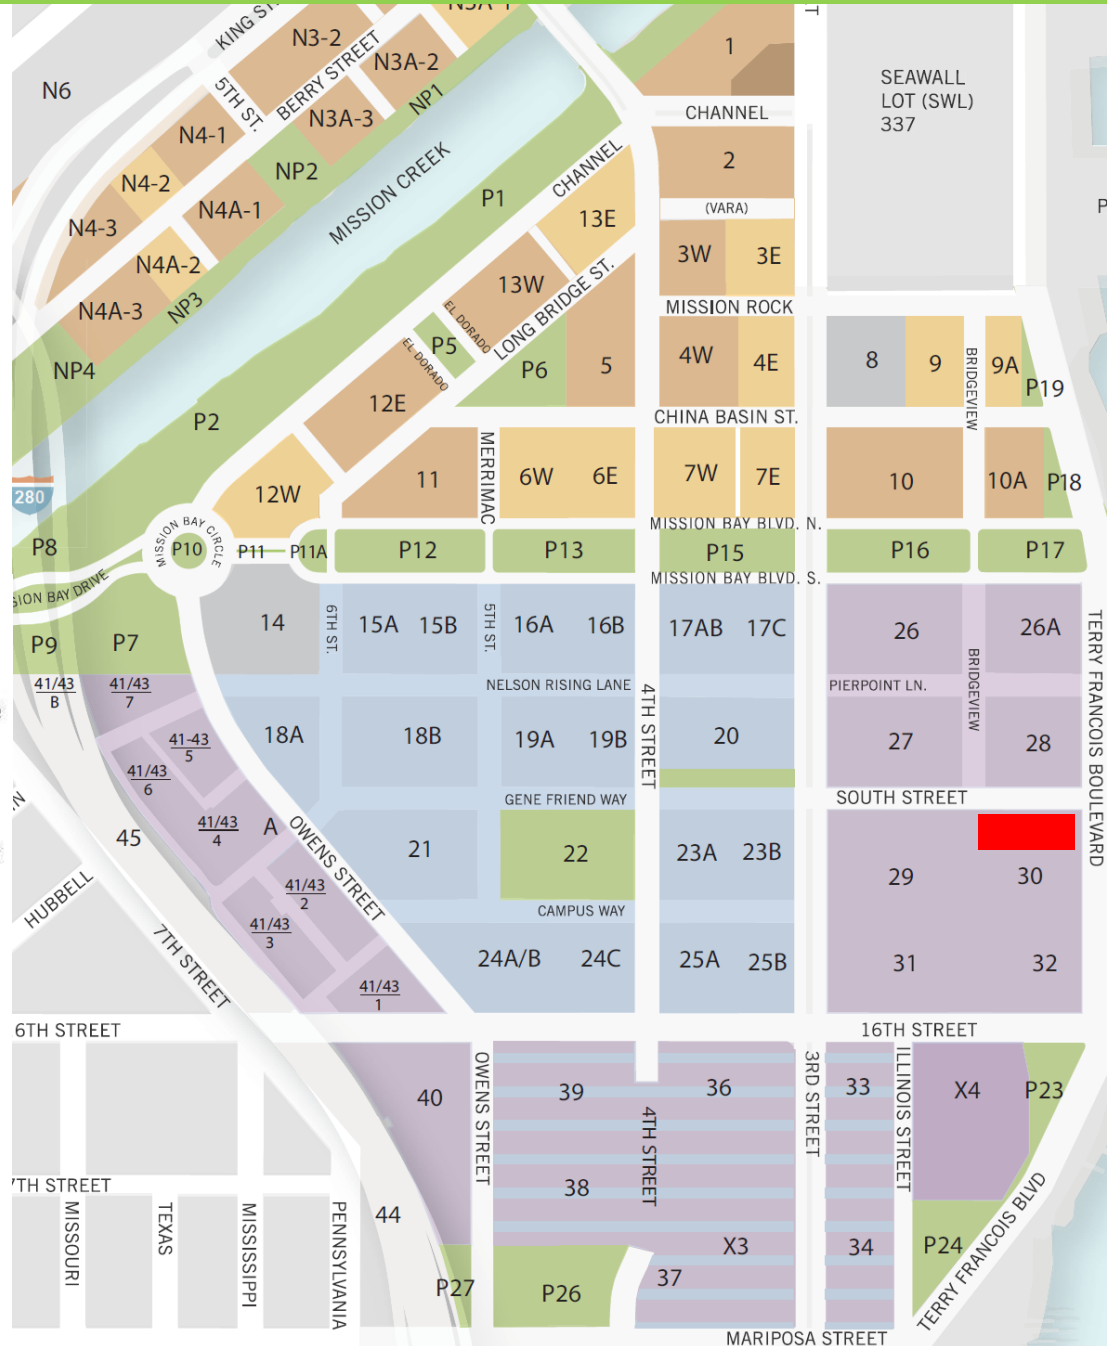 N3A-1
KING ST
N3-2
BERRY STREET
N3A-2
NP1
N6
5TH ST.
N3A-3
1
SEAWALL
LOT (SWL)
337
CHANNEL
N4-1
NP2
MISSION CREEK
N4-2
N4A-1
P1
CHANNEL
2
(VARA)
13E
N4-3
N4A-2
3W
3E
N4A-3
NP3
13W
LONG BRIDGE ST.
MISSION ROCK
EL DORADO
P5
EL DORADO
NP4
P6
5
4W
4E
8
9
BRIDGEVIEW
9A
P19
12E
P2
CHINA BASIN ST.
12W
11
MERRIMAC
6W
6E
7W
7E
10
10A
P18
280
MISSION BAY BLVD. N.
P8
MISSION BAY CIRCLE
P10
P11
P11A
P12
P13
P15
P16
P17
MISSION BAY BLVD. S.
SION BAY DRIVE
P9
P7
14
6TH ST.
15A
15B
5TH ST.
16A
16B
17AB
17C
26
26A
TERRY FRANCOIS BOULEVARD
41/43
B
41/43
7
NELSON RISING LANE
4TH STREET
PIERPOINT LN.
BRIDGEVIEW
41-43
5
18A
18B
19A
19B
20
27
28
41/43
6
GENE FRIEND WAY
SOUTH STREET
45
41/43
4
A
OWENS STREET
21
22
23A
23B
29
30
HUBBELL
41/43
2
41/43
3
CAMPUS WAY
7TH STREET
24A/B
24C
25A
25B
31
32
41/43
1
6TH STREET
16TH STREET
40
OWENS STREET
39
4TH STREET
36
3RD STREET
33
ILLINOIS STREET
X4
P23
7TH STREET
38
MISSOURI
TEXAS
MISSISSIPPI
PENNSYLVANIA
44
X3
34
P24
TERRY FRANCOIS BLVD
P27
P26
37
MARIPOSA STREET